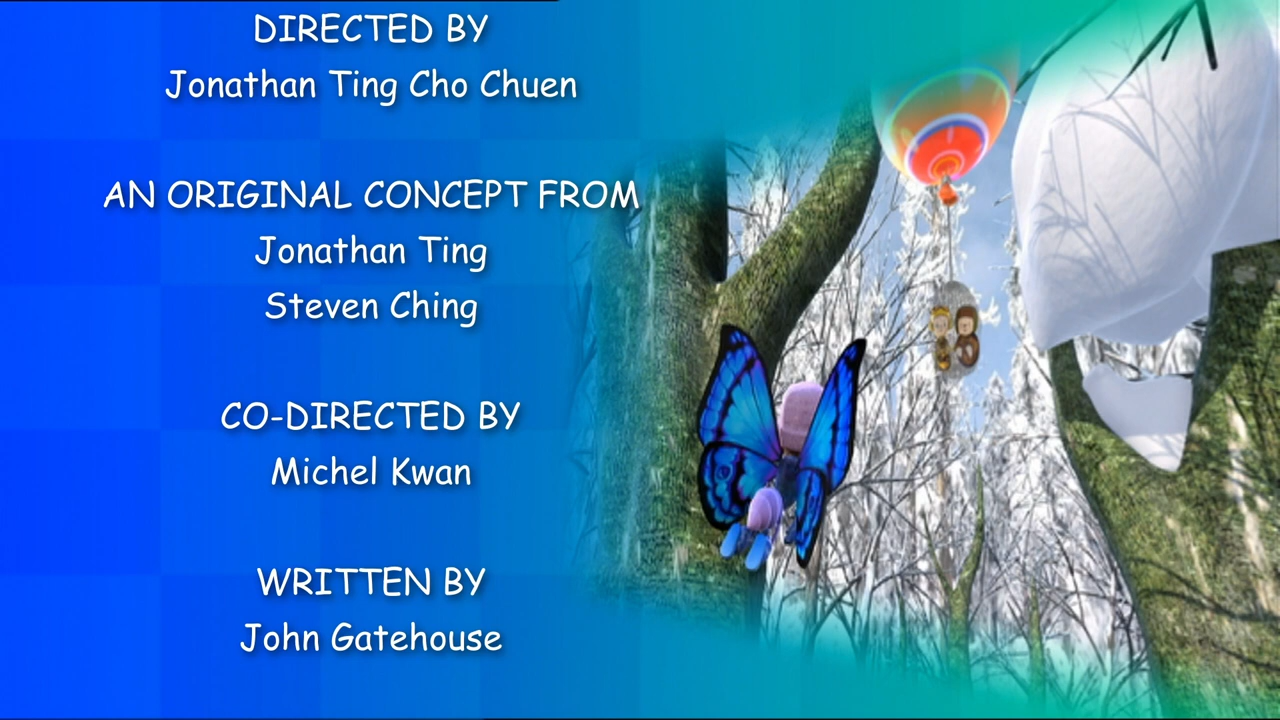 DIRECTED BY
Jonathan Ting Cho Chuen
AN ORIGINAL CONCEPT FROM
Jonathan Ting
Steven Ching
CO-DIRECTED BY
Michel Kwan
WRITTEN BY
John Gatehouse